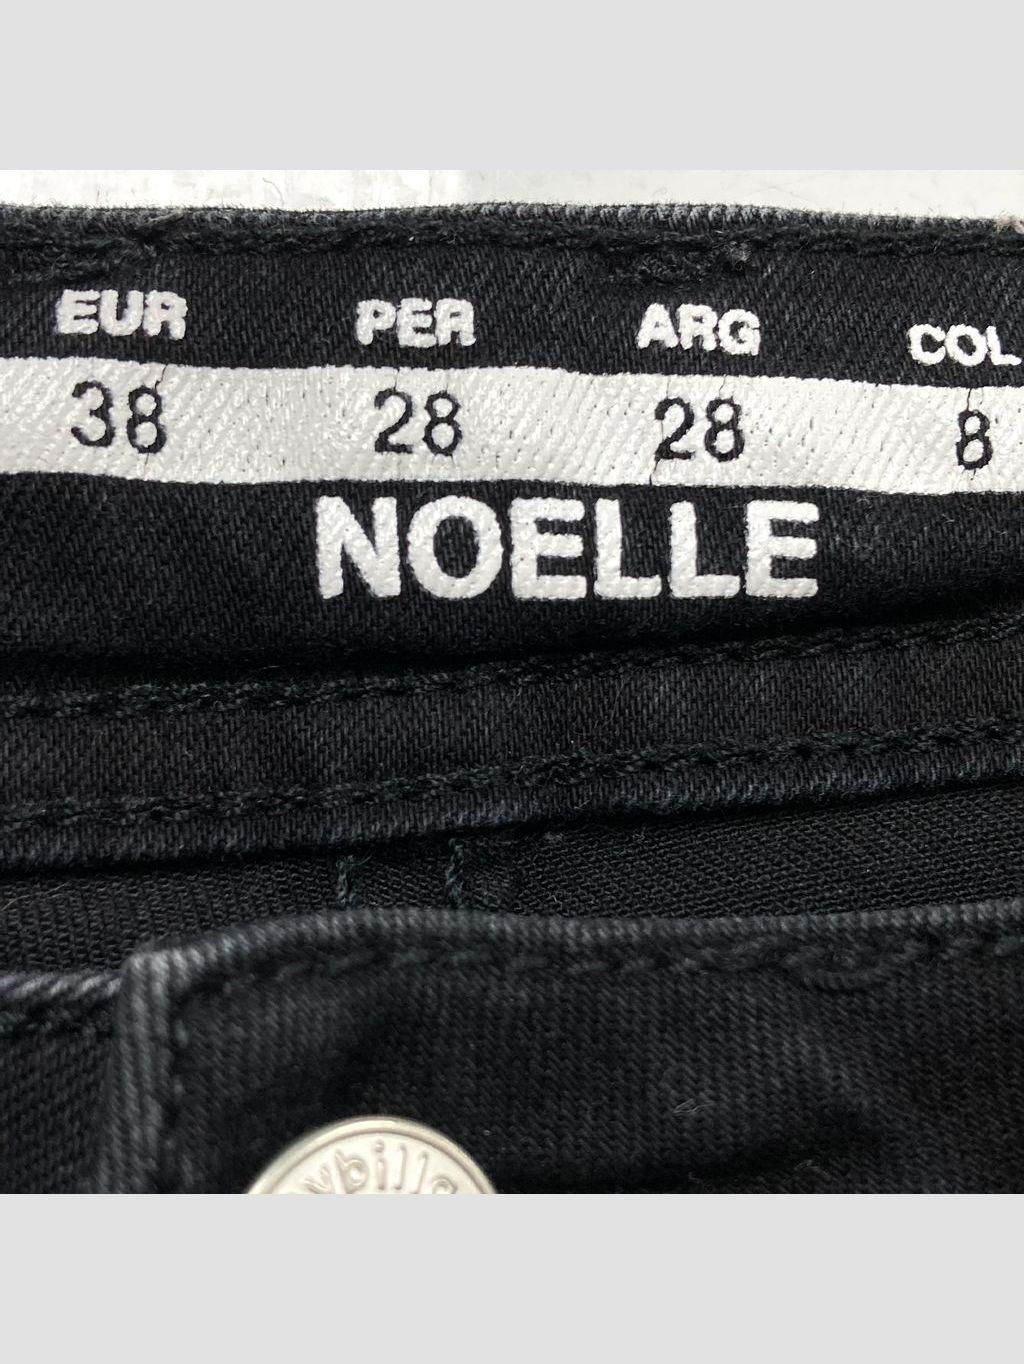 EUR PER ARG COL
38 28 28 8
NOELLE